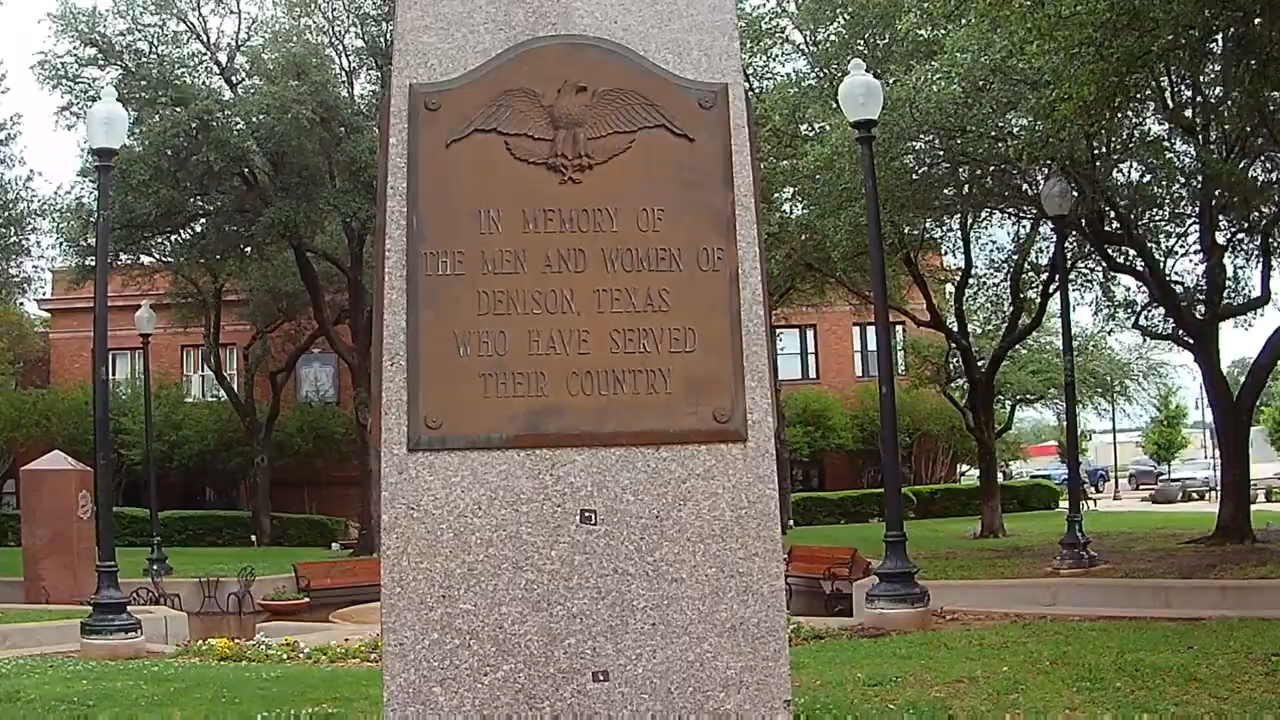 IN MEMORY OF
THE MEN AND WOMEN OF
DENISON, TEXAS
WHO HAVE SERVED
THEIR COUNTRY